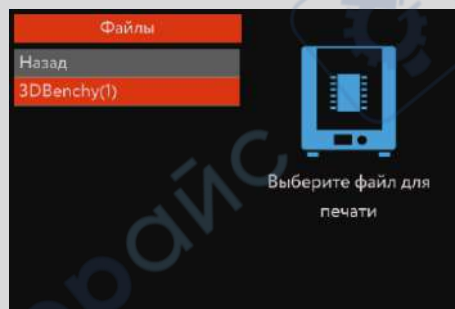 Файлы
Назад
3DBenchy(1)
Выберите файл для
печати